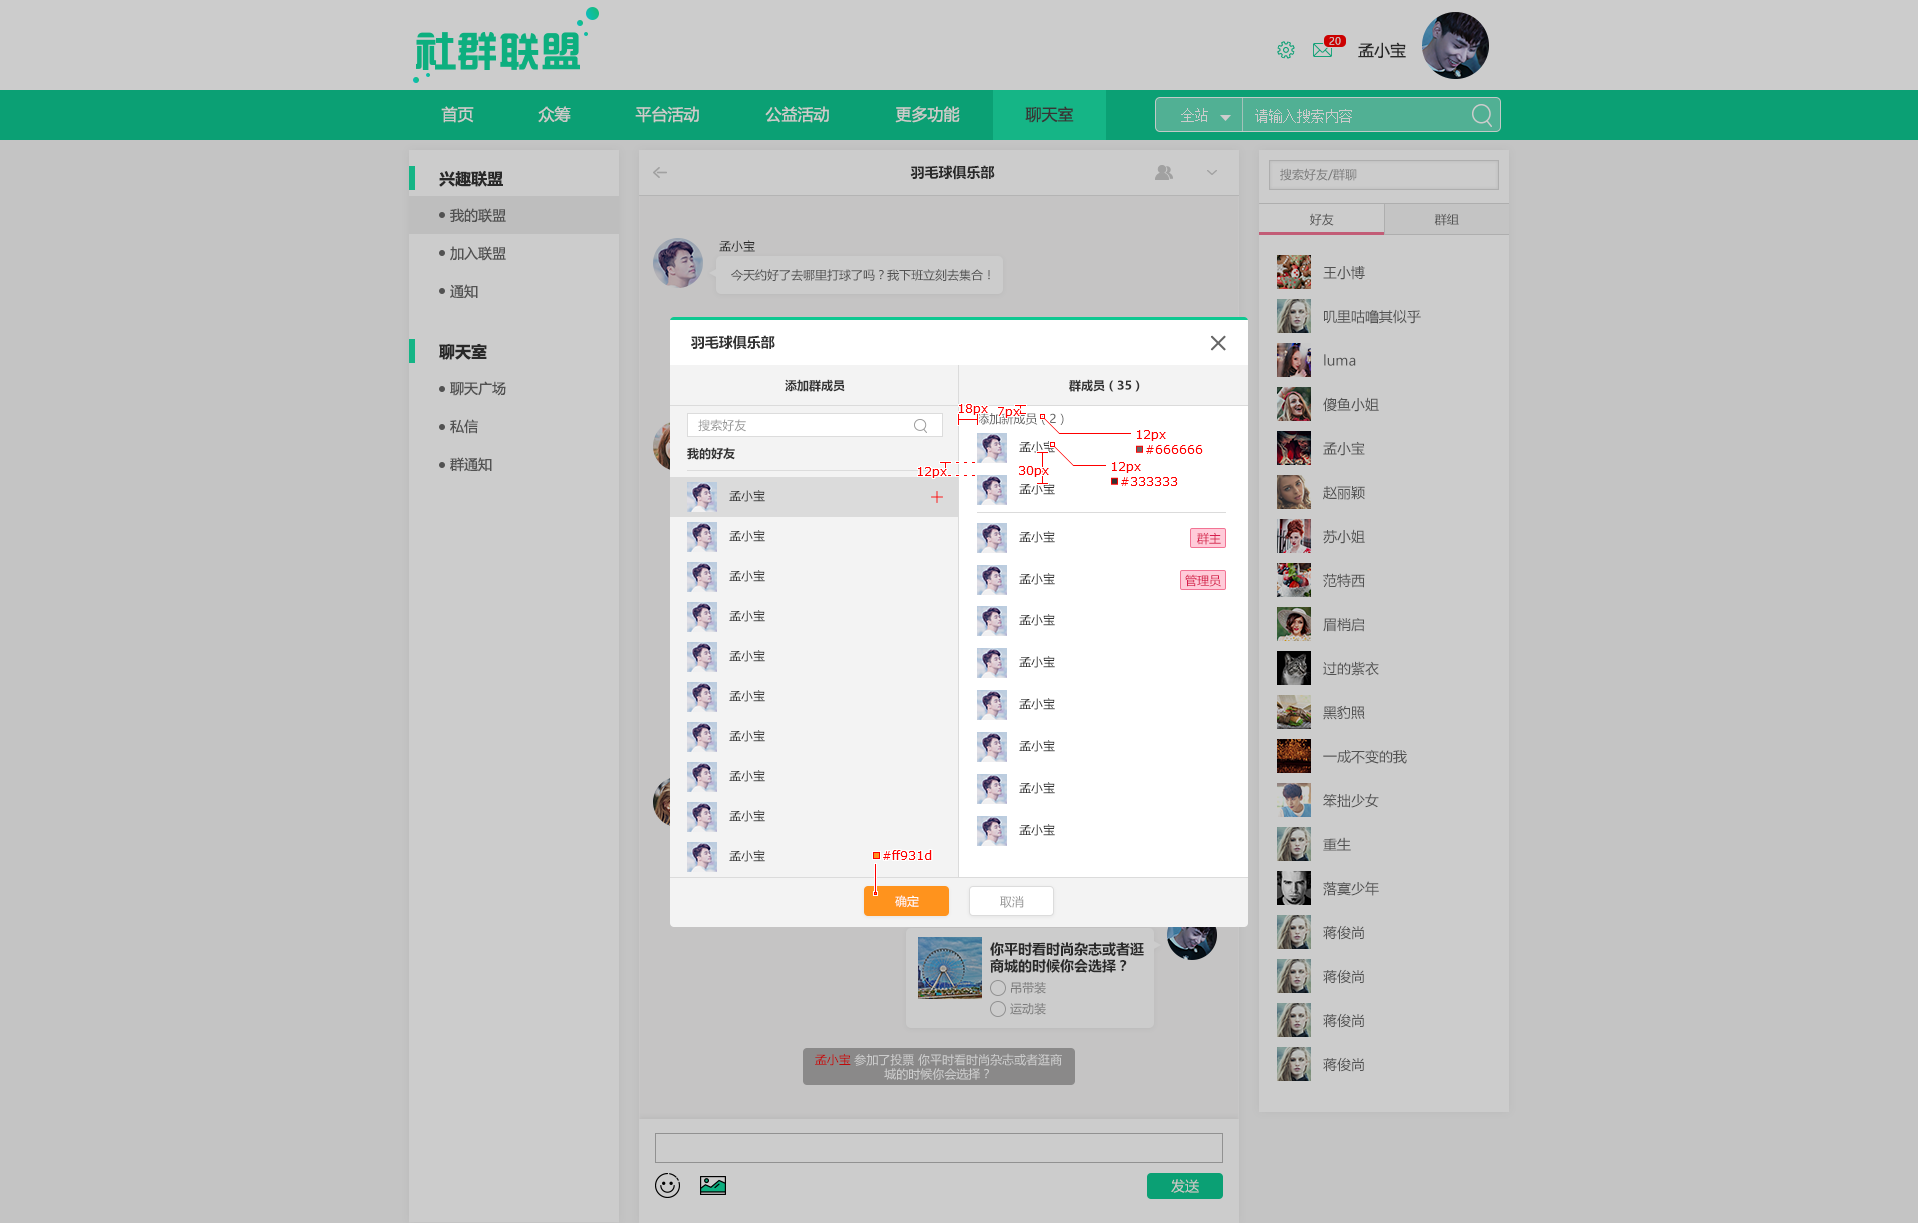 社群联盟
20
孟小宝
首页
众筹
平台活动
公益活动
更多功能
聊天室
全站
请输入搜索内容
兴趣联盟
我的联盟
加入联盟
通知
聊天室
聊天广场
私信
群通知
羽毛球俱乐部
孟小宝
今天约好了去哪里打球了吗？我下班立刻去集合！
羽毛球俱乐部
添加群成员
搜索好友
我的好友
12px
孟小宝
孟小宝
孟小宝
孟小宝
孟小宝
孟小宝
孟小宝
孟小宝
孟小宝
孟小宝
#ff931d
群成员（35）
18px
7px
添加新成员（2）
12px
#666666
孟小宝
12px
#333333
30px
孟小宝
孟小宝
群主
孟小宝
管理员
孟小宝
孟小宝
孟小宝
孟小宝
孟小宝
孟小宝
确定
取消
你平时看时尚杂志或者逛
商城的时候你会选择？
吊带装
运动装
孟小宝 参加了投票 你平时看时尚杂志或者逛商
城的时候你会选择？
发送
搜索好友/群聊
好友
群组
王小博
叽里咕噜其似乎
luma
傻鱼小姐
孟小宝
赵丽颖
苏小姐
范特西
眉梢启
过的紫衣
黑豹照
一成不变的我
笨拙少女
重生
落寞少年
蒋俊尚
蒋俊尚
蒋俊尚
蒋俊尚